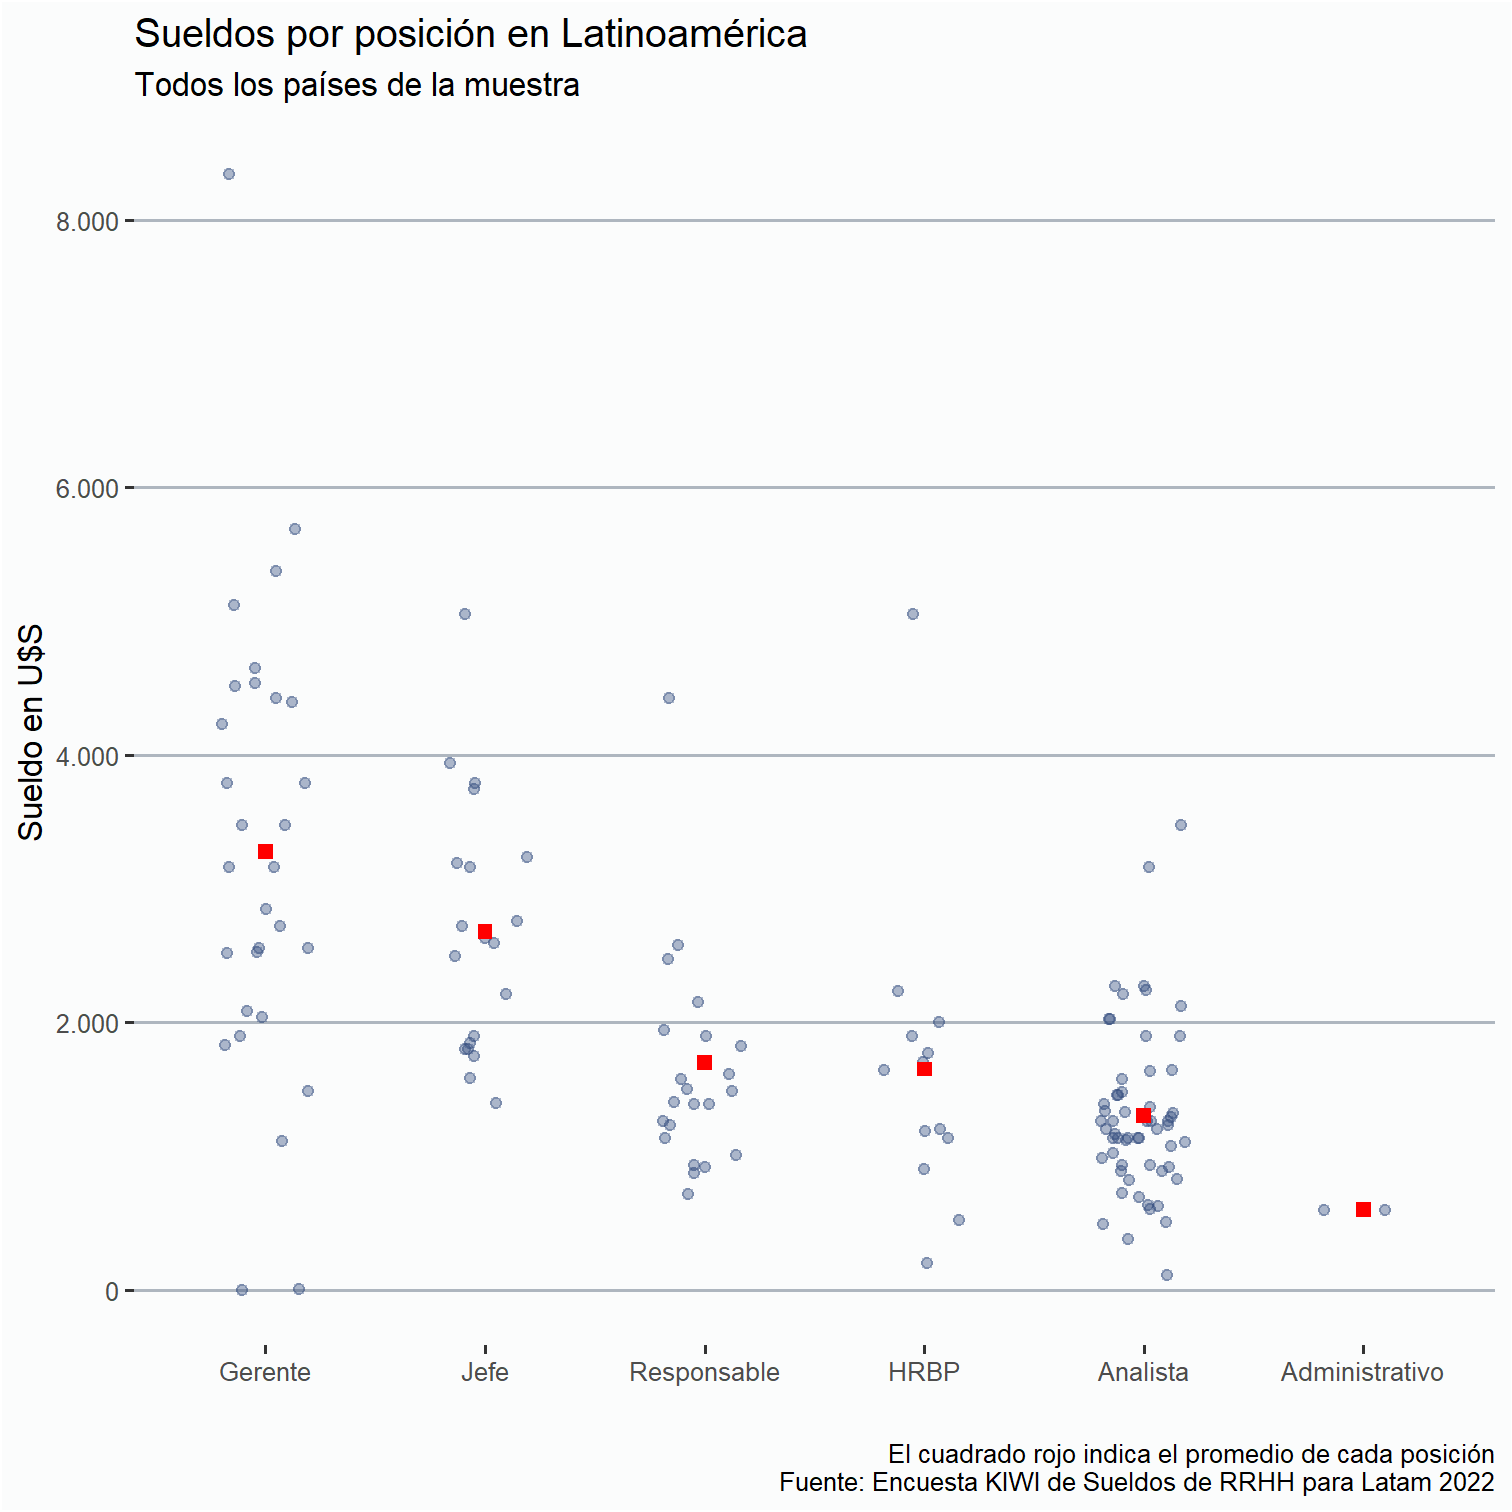 Sueldos por posición en Latinoamérica
Todos los países de la muestra
Sueldo en U$S
8.000
6.000
4.000
2.000
0
Gerente
Jefe
Responsable
HRBP
Analista
Administrativo
El cuadrado rojo indica el promedio de cada posición
Fuente: Encuesta KIWI de Sueldos de RRHH para Latam 2022